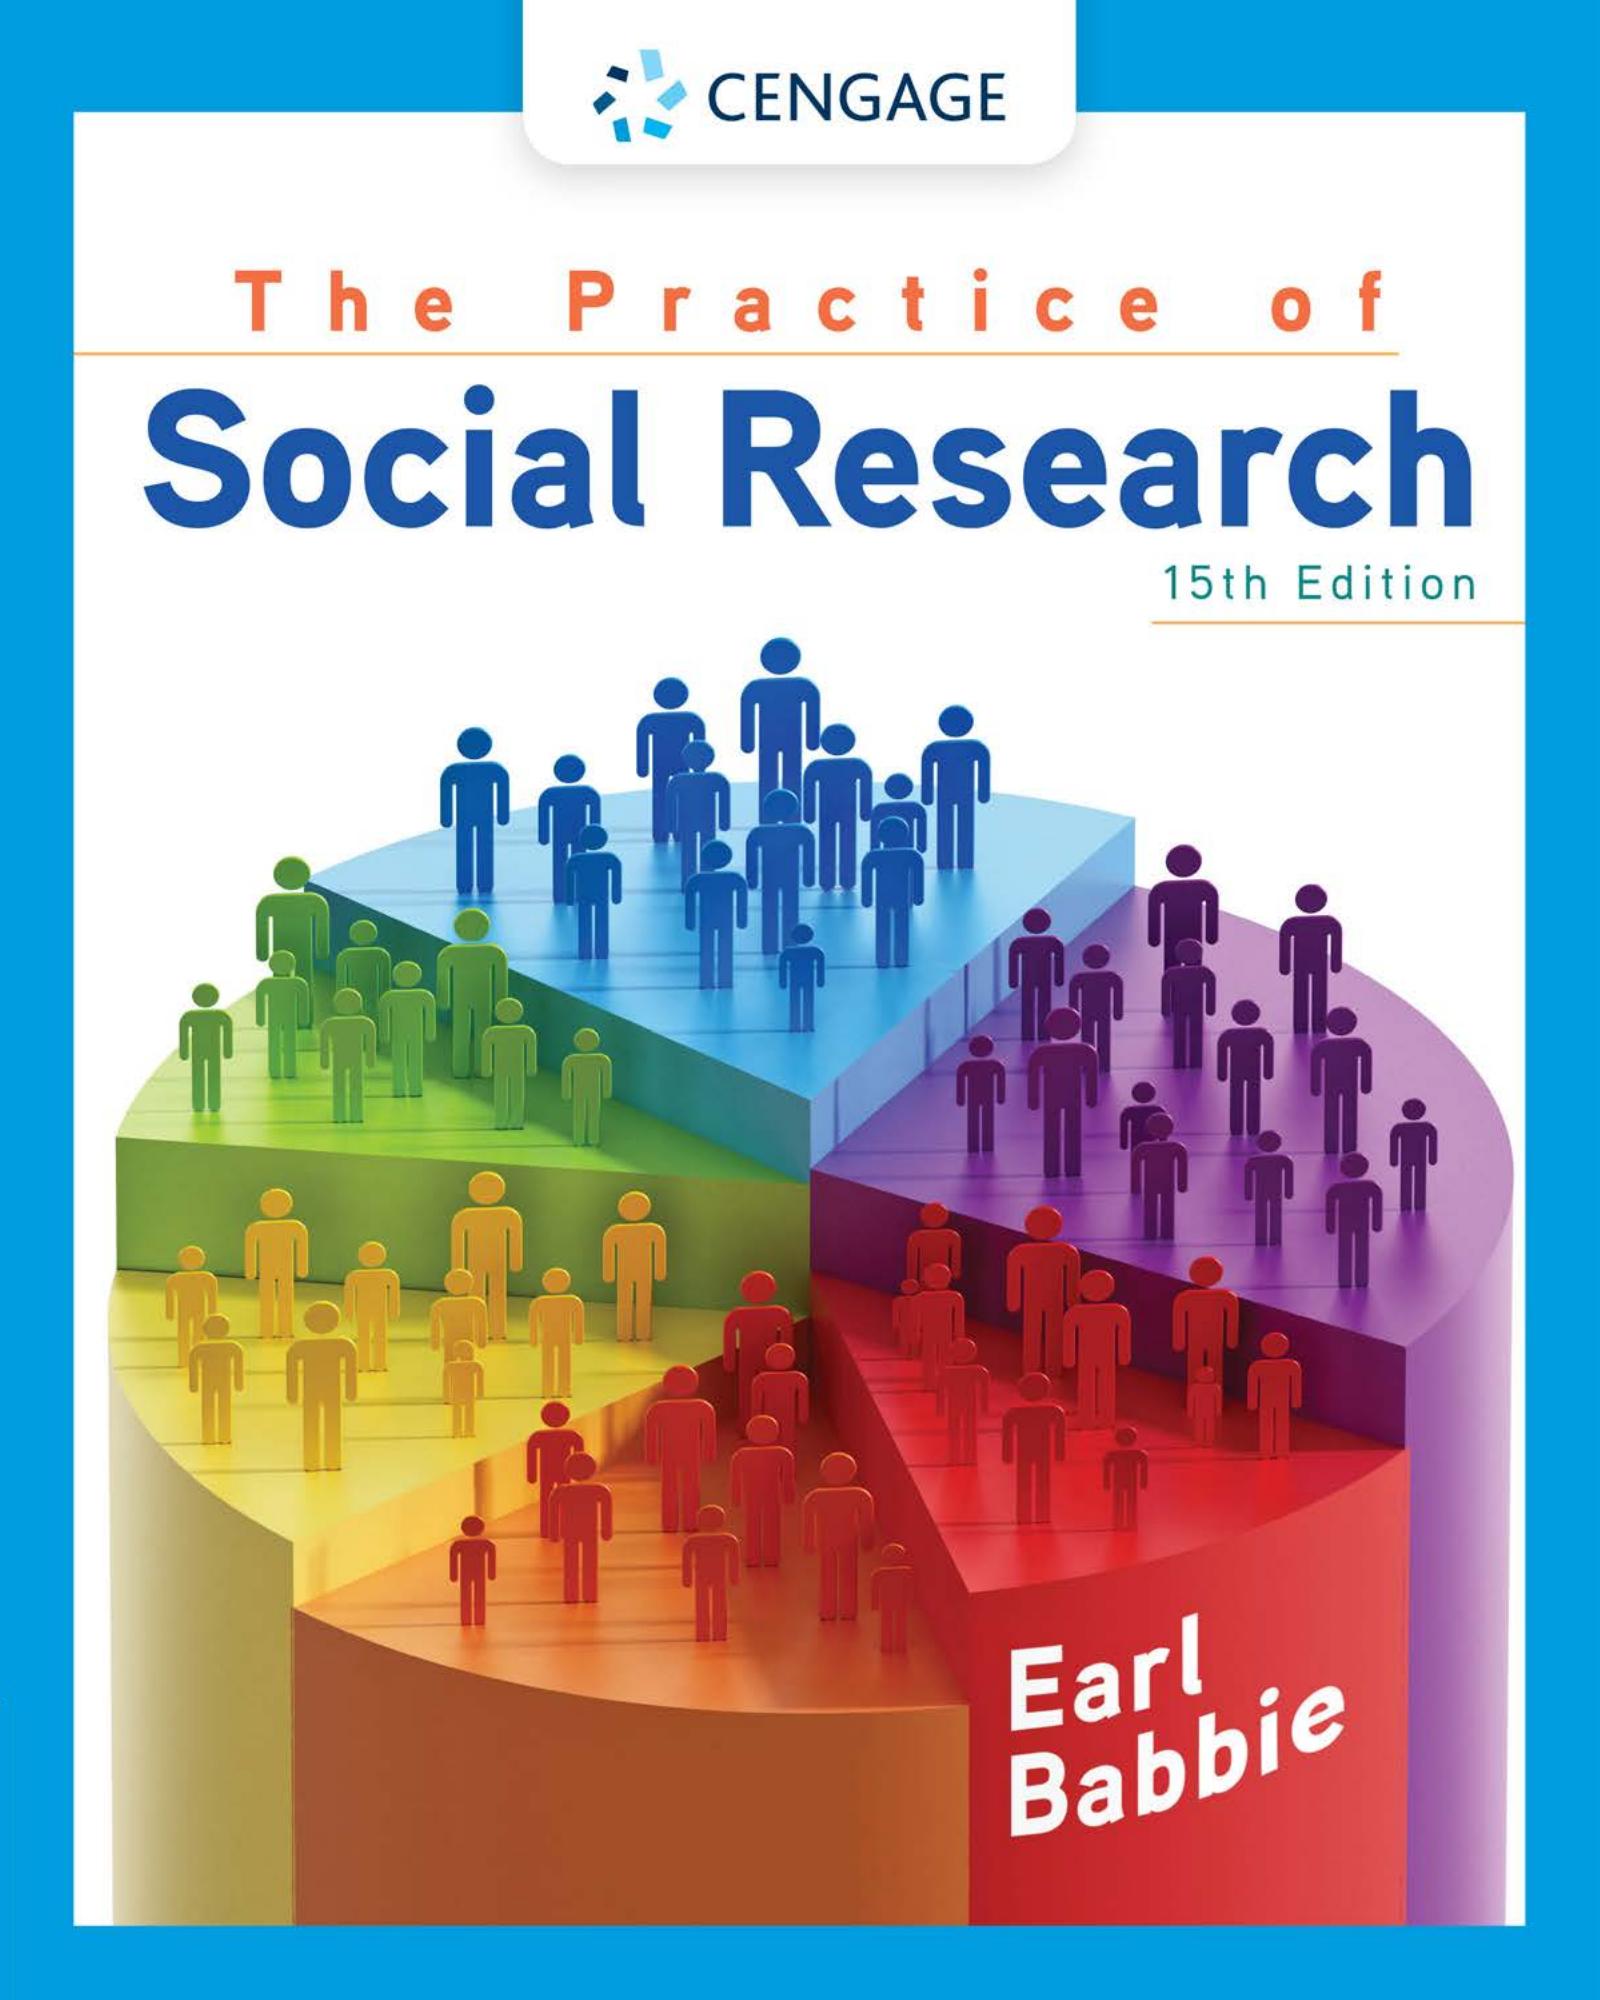 CENGAGE
The Practice of
Social Research
15th Edition
Earl
Babbie